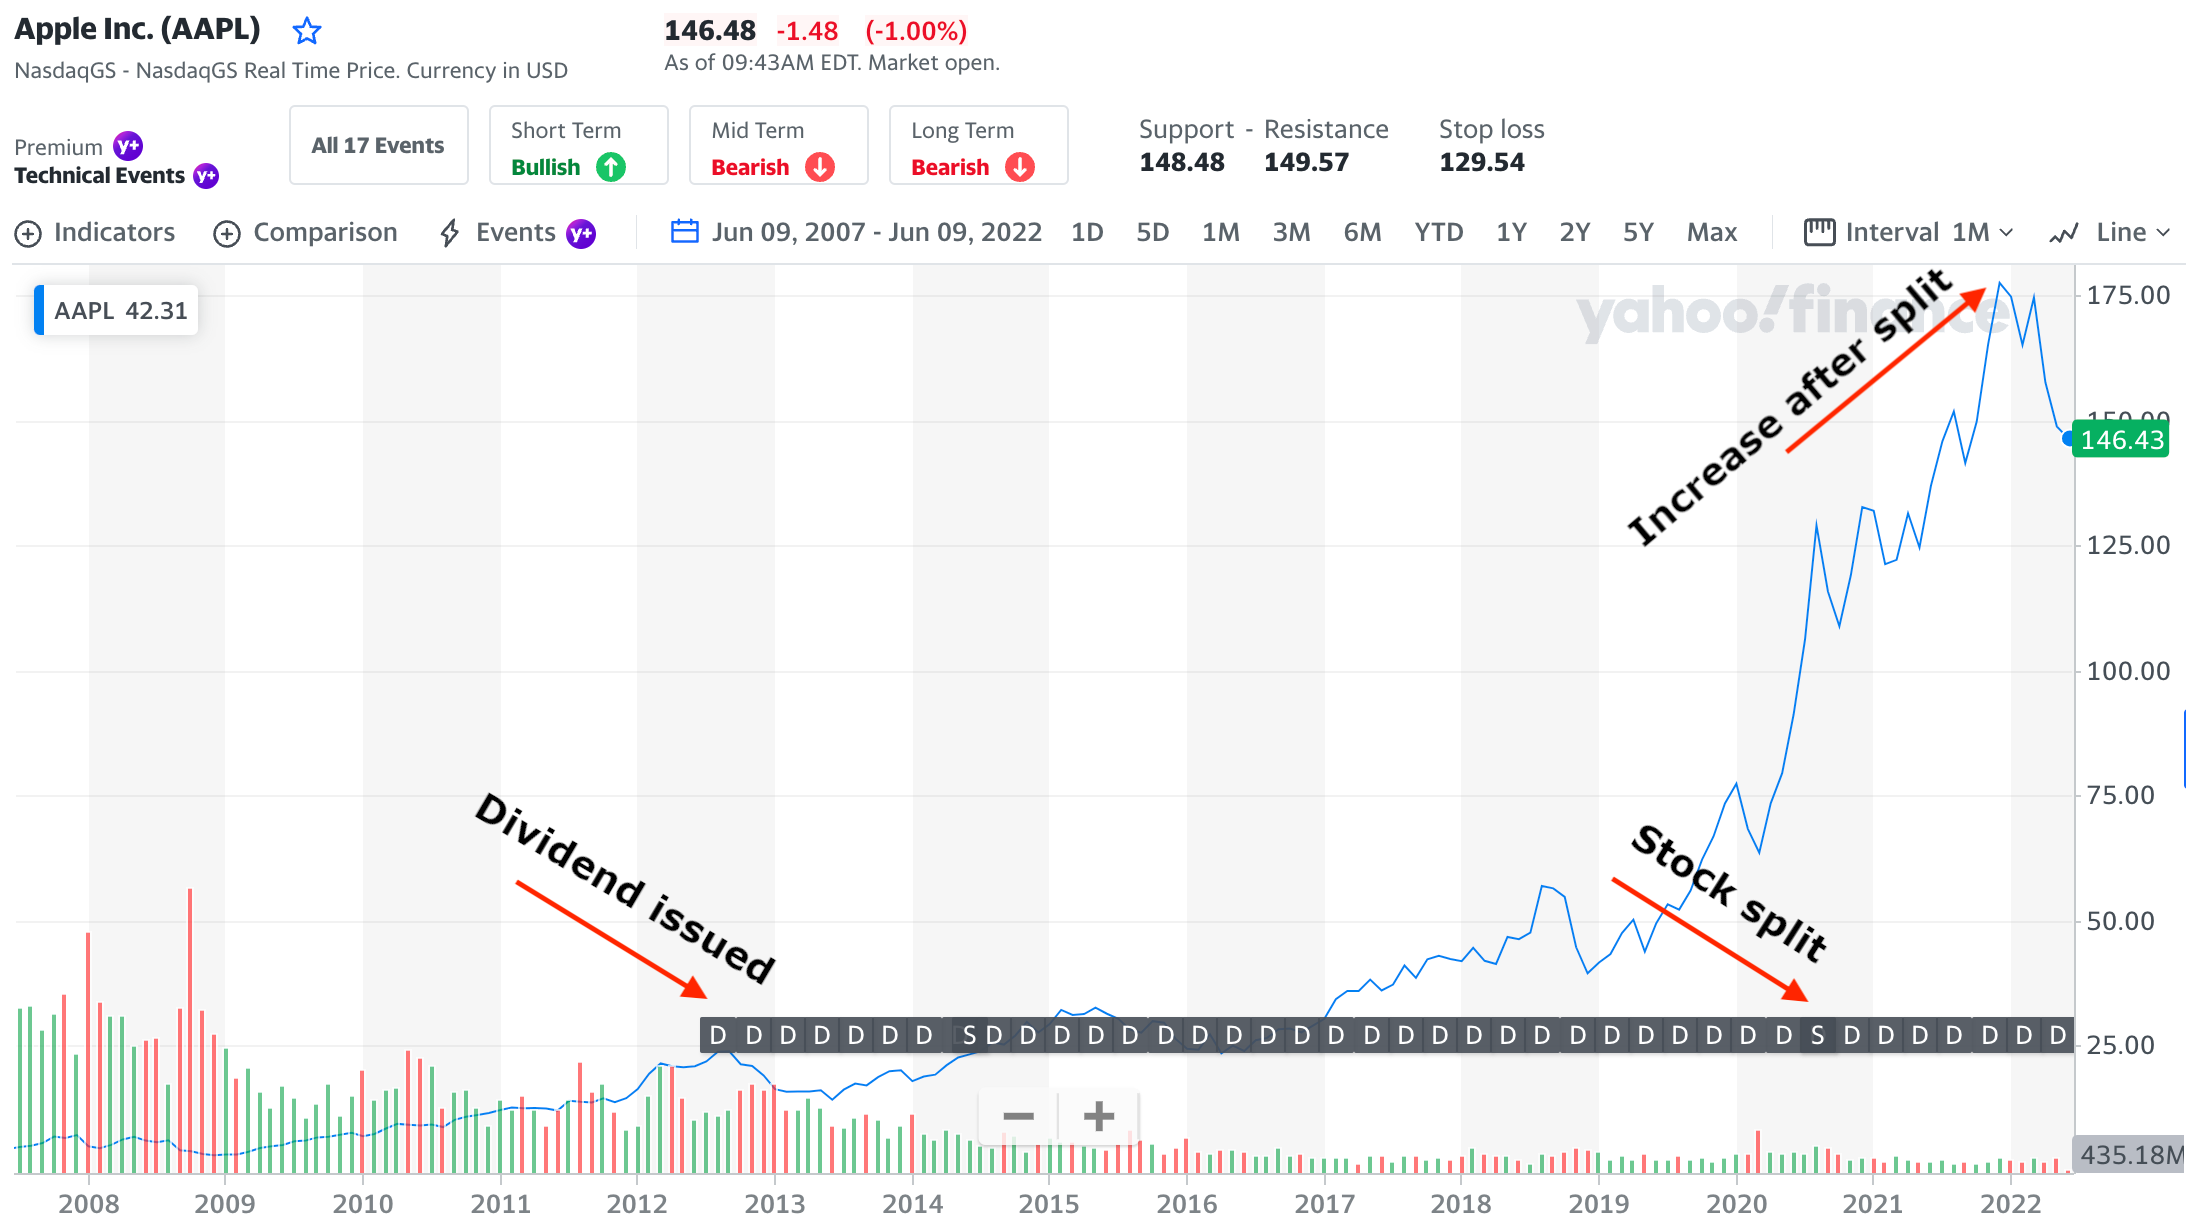 Apple Inc. (AAPL)
146.48 -1.48 (-1.00%)
NasdaqGS - NasdaqGS Real Time Price. Currency in USD
As of 09:43AM EDT. Market open.
Premium y+
Technical Events y+
All 17 Events
Short Term
Bullish
Mid Term
Bearish
Long Term
Bearish
Support - Resistance
148.48 149.57
Stop loss
129.54
Indicators Comparison Events y+ Jun 09, 2007 - Jun 09, 2022 1D 5D 1M 3M 6M YTD 1Y 2Y 5Y Max Interval 1M Line
AAPL 42.31
yahoo!finance
Increase after split
175.00
150.00
146.43
125.00
100.00
75.00
50.00
25.00
435.18M
Dividend issued
Stock split
D D D D D D D D S D D D D D D D D D D D D D D D D D D D D D D D D S D D D D D D D
2008 2009 2010 2011 2012 2013 2014 2015 2016 2017 2018 2019 2020 2021 2022